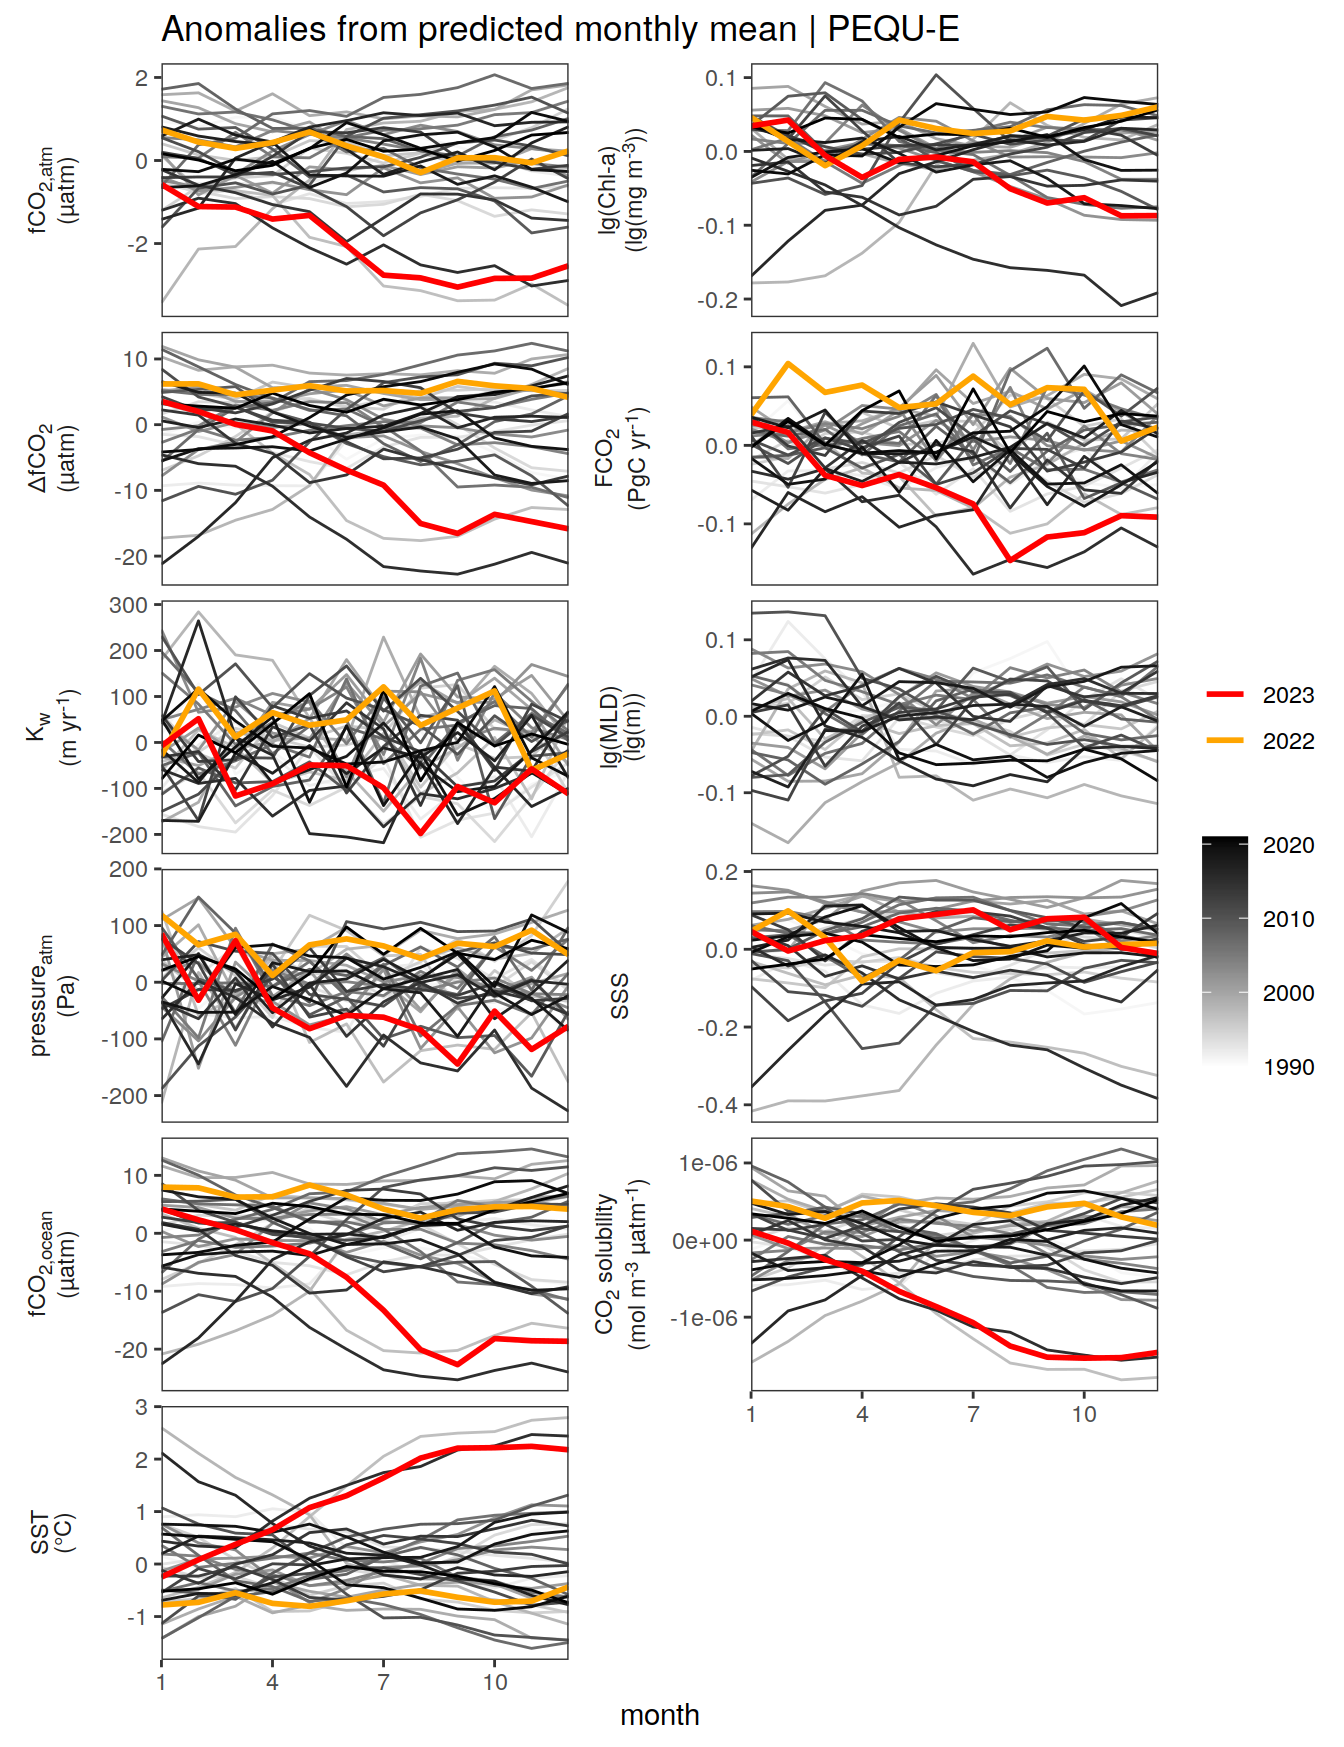 Anomalies from predicted monthly mean | PEQU-E
fCO2,atm
(µatm)
2
0
-2
lg(Chl-a)
(lg(mg m-3))
0.1
0.0
-0.1
-0.2
ΔfCO2
(µatm)
10
0
-10
-20
FCO2
(PgC yr-1)
0.1
0.0
-0.1
Kw
(m yr-1)
300
200
100
0
-100
-200
lg(MLD)
(lg(m))
0.1
0.0
-0.1
pressureatm
(Pa)
200
100
0
-100
-200
SSS
0.2
0.0
-0.2
-0.4
fCO2,ocean
(µatm)
10
0
-10
-20
CO2 solubility
(mol m-3 µatm-1)
1e-06
0e+00
-1e-06
1 4 7 10
SST
(°C)
3
2
1
0
-1
1 4 7 10
month
2023
2022
2020
2010
2000
1990